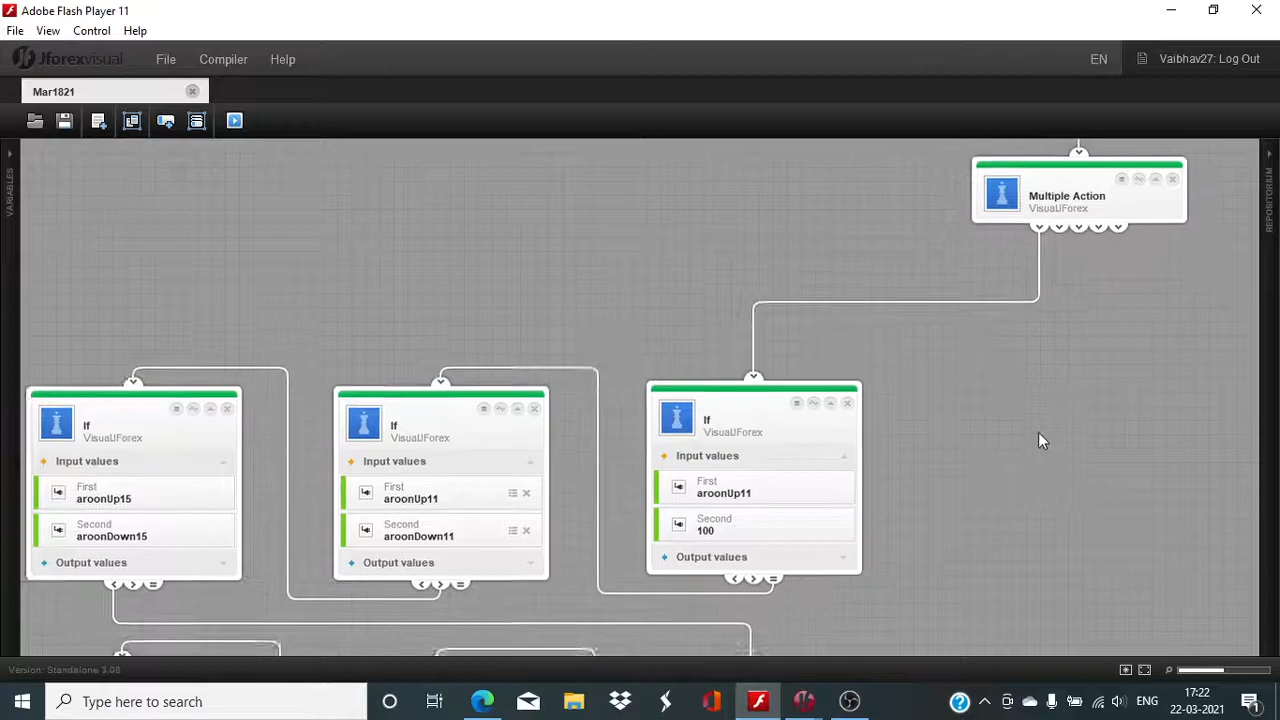 Adobe Flash Player 11
File View Control Help
Jforexvisual File Compiler Help EN Vaibhav27: Log Out
Mar1821
VARIABLES
REPOSITORIUM
Multiple Action
VisualJForex
If
VisualJForex
Input values
First
aroonUp15
Second
aroonDown15
Output values
If
VisualJForex
Input values
First
aroonUp11
Second
aroonDown11
Output values
If
VisualJForex
Input values
First
aroonUp11
Second
100
Output values
Version: Standalone 3.08
Type here to search
ENG
17:22
22-03-2021